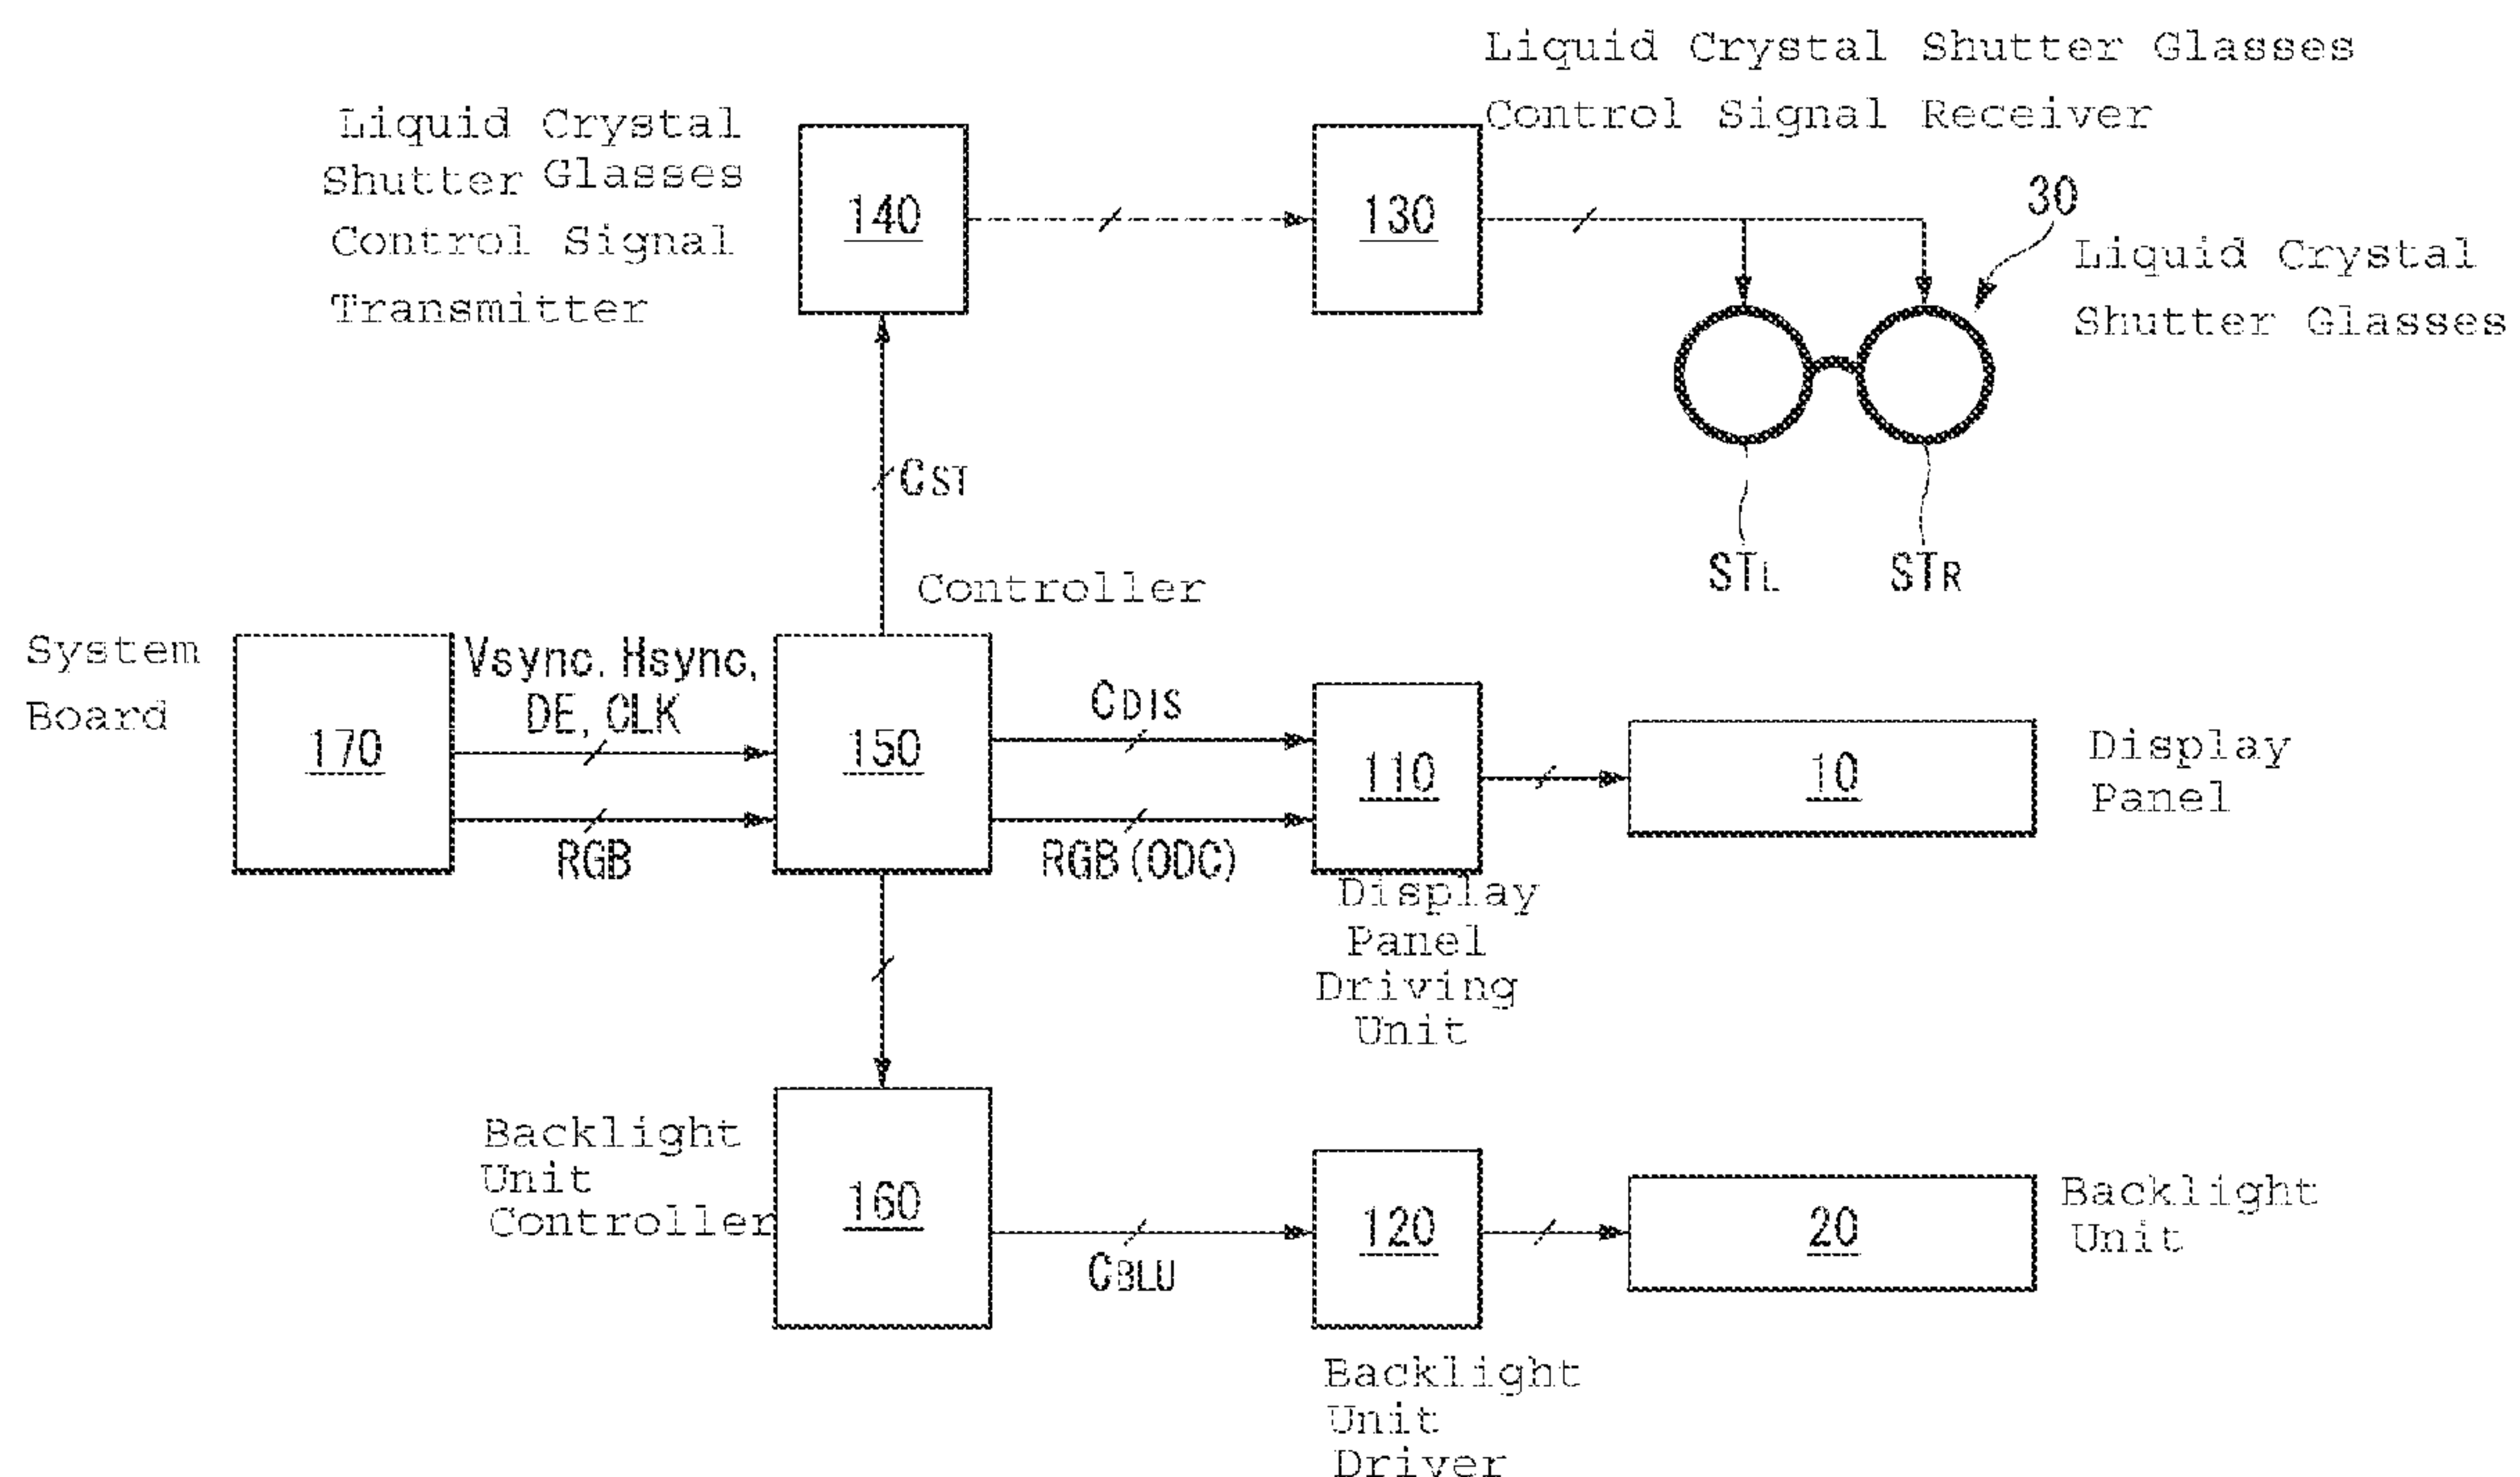 Liquid Crystal Shutter Glasses
Control Signal Receiver
Liquid Crystal
Shutter Glasses
Control Signal
Transmitter
140
130
30
Liquid Crystal
Shutter Glasses
CST
STL
STR
Controller
System
Board
170
Vsync, Hsync,
DE, CLK
RGB
150
CDIS
RGB(ODC)
110
Display
Panel
Driving
Unit
10
Display
Panel
Backlight
Unit
Controller
160
CBLU
120
Backlight
Unit
Driver
20
Backlight
Unit